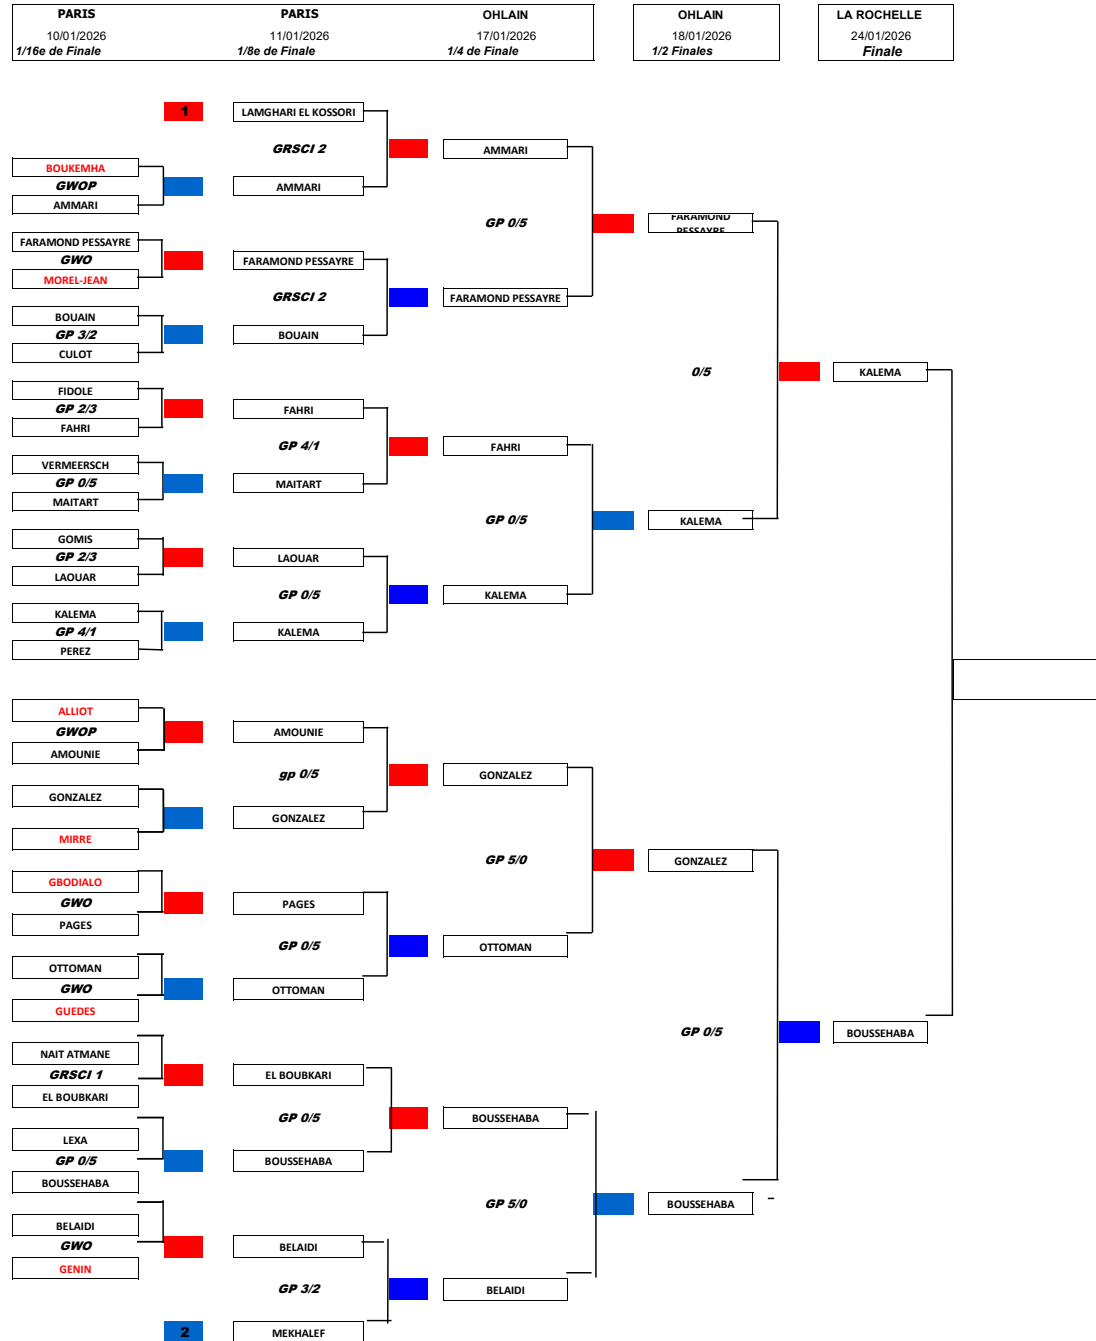 PARIS
10/01/2026
1/16e de Finale
PARIS
11/01/2026
1/8e de Finale
OHLAIN
17/01/2026
1/4 de Finale
OHLAIN
18/01/2026
1/2 Finales
LA ROCHELLE
24/01/2026
Finale
1
LAMGHARI EL KOSSORI
GRSCI 2
AMMARI
BOUKEMHA
GWOP
AMMARI
AMMARI
GP 0/5
FARAMOND PESSAYRE
FARAMOND PESSAYRE
GWO
MOREL-JEAN
FARAMOND PESSAYRE
GRSCI 2
FARAMOND PESSAYRE
BOUAIN
GP 3/2
CULOT
BOUAIN
0/5
KALEMA
FIDOLE
GP 2/3
FAHRI
FAHRI
GP 4/1
FAHRI
VERMEERSCH
GP 0/5
MAITART
MAITART
GP 0/5
KALEMA
GOMIS
GP 2/3
LAOUAR
LAOUAR
GP 0/5
KALEMA
KALEMA
GP 4/1
PEREZ
KALEMA
ALLIOT
GWOP
AMOUNIE
AMOUNIE
gp 0/5
GONZALEZ
GONZALEZ
MIRRE
GONZALEZ
GP 5/0
GONZALEZ
GBODIALO
GWO
PAGES
PAGES
GP 0/5
OTTOMAN
OTTOMAN
GWO
GUEDES
OTTOMAN
GP 0/5
BOUSSEHABA
NAIT ATMANE
GRSCI 1
EL BOUBKARI
EL BOUBKARI
GP 0/5
BOUSSEHABA
LEXA
GP 0/5
BOUSSEHABA
BOUSSEHABA
GP 5/0
BOUSSEHABA
BELAIDI
GWO
GENIN
BELAIDI
GP 3/2
BELAIDI
2
MEKHALEF